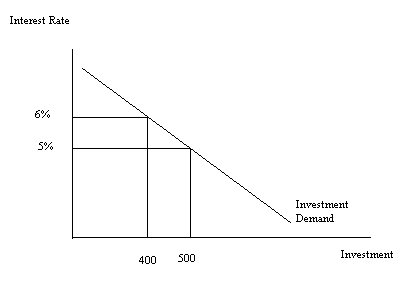 Interest Rate
6%
5%
Investment
Demand
Investment
400
500